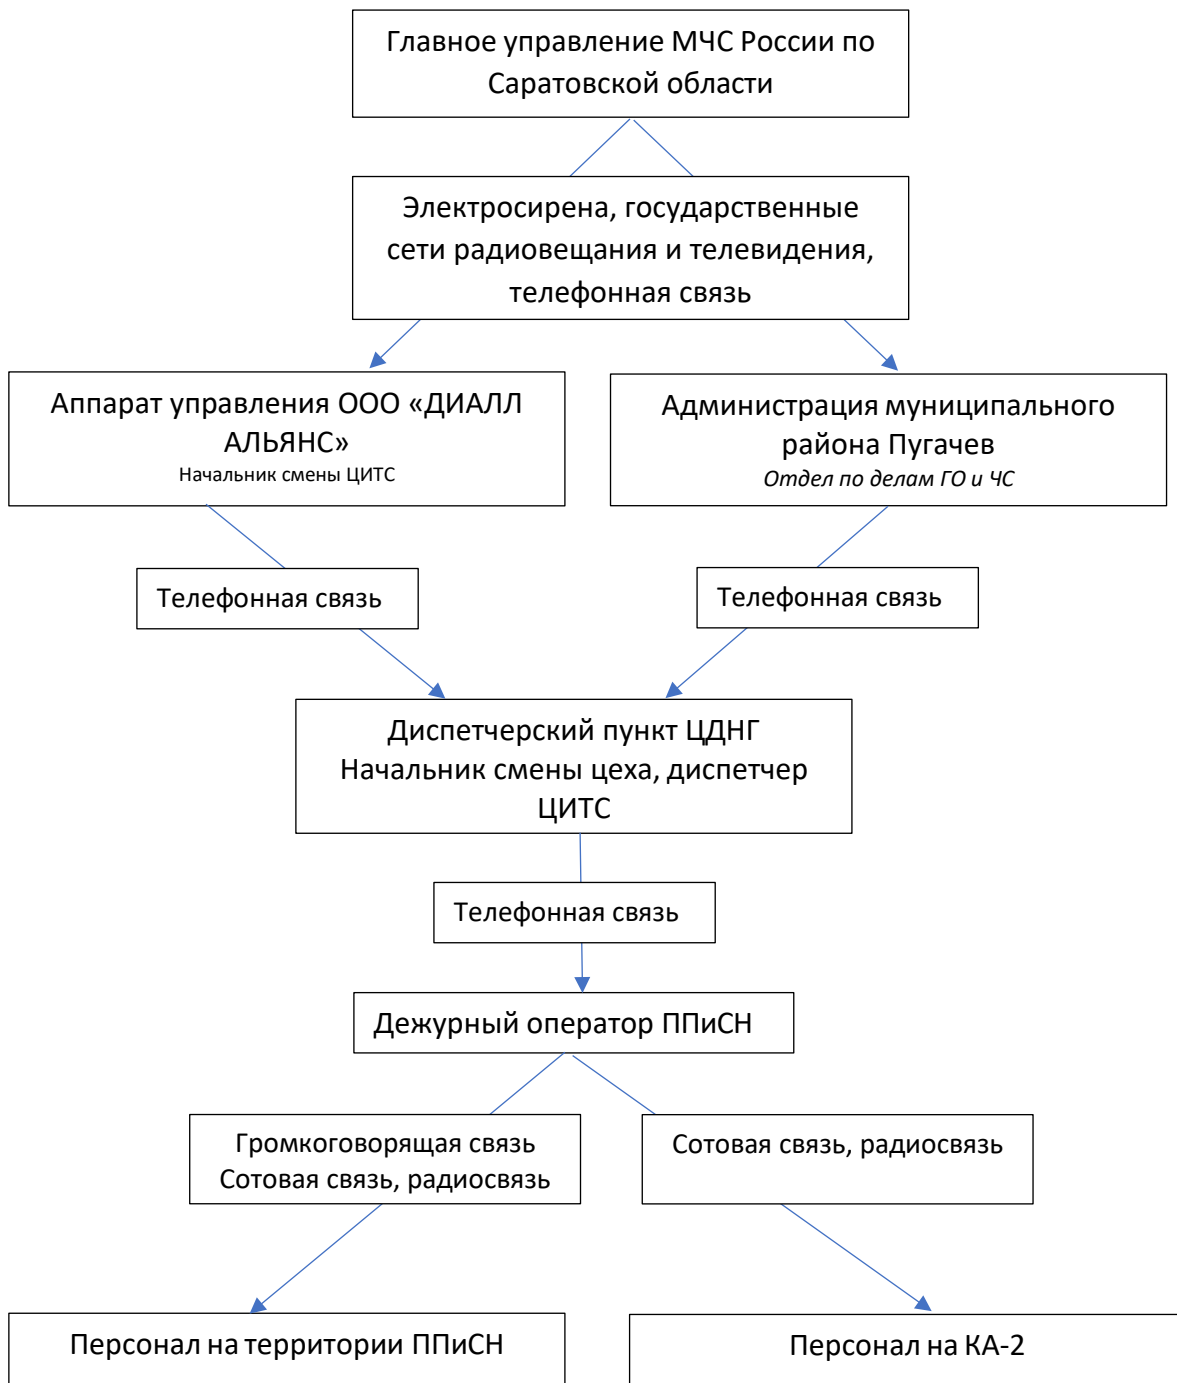 Главное управление МЧС России по
Саратовской области
Электросирена, государственные
сети радиовещания и телевидения,
телефонная связь
Аппарат управления ООО «ДИАЛЛ
АЛЬЯНС»
Начальник смены ЦИТС
Администрация муниципального
района Пугачев
Отдел по делам ГО и ЧС
Телефонная связь
Телефонная связь
Диспетчерский пункт ЦДНГ
Начальник смены цеха, диспетчер
ЦИТС
Телефонная связь
Дежурный оператор ППиСН
Громкоговорящая связь
Сотовая связь, радиосвязь
Сотовая связь, радиосвязь
Персонал на территории ППиСН
Персонал на КА-2